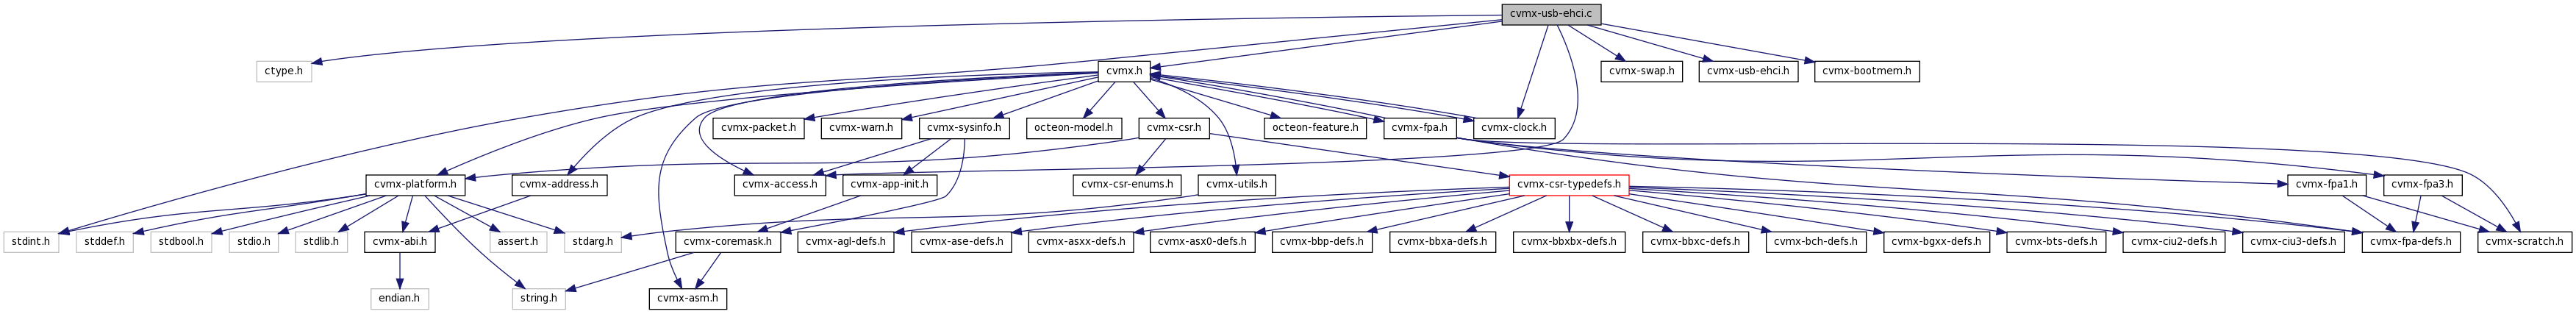 cvmx-usb-ehci.c
ctype.h
cvmx.h
cvmx-swap.h
cvmx-usb-ehci.h
cvmx-bootmem.h
cvmx-packet.h
cvmx-warn.h
cvmx-sysinfo.h
octeon-model.h
cvmx-csr.h
octeon-feature.h
cvmx-fpa.h
cvmx-clock.h
cvmx-platform.h
cvmx-address.h
cvmx-access.h
cvmx-app-init.h
cvmx-csr-enums.h
cvmx-utils.h
cvmx-csr-typedefs.h
cvmx-fpa1.h
cvmx-fpa3.h
stdint.h
stddef.h
stdbool.h
stdio.h
stdlib.h
cvmx-abi.h
assert.h
stdarg.h
cvmx-coremask.h
cvmx-agl-defs.h
cvmx-ase-defs.h
cvmx-asxx-defs.h
cvmx-asx0-defs.h
cvmx-bbp-defs.h
cvmx-bbxa-defs.h
cvmx-bbxbx-defs.h
cvmx-bbxc-defs.h
cvmx-bch-defs.h
cvmx-bgxx-defs.h
cvmx-bts-defs.h
cvmx-ciu2-defs.h
cvmx-ciu3-defs.h
cvmx-fpa-defs.h
cvmx-scratch.h
endian.h
string.h
cvmx-asm.h